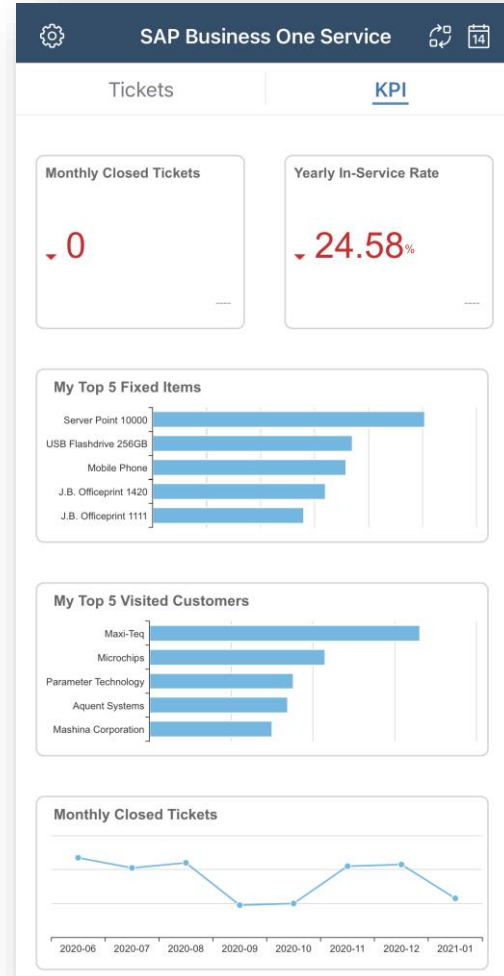 SAP Business One Service
14
Tickets
KPI
Monthly Closed Tickets
0
----
Yearly In-Service Rate
24.58%
----
My Top 5 Fixed Items
Server Point 10000
USB Flashdrive 256GB
Mobile Phone
J.B. Officeprint 1420
J.B. Officeprint 1111
My Top 5 Visited Customers
Maxi-Teq
Microchips
Parameter Technology
Aquent Systems
Mashina Corporation
Monthly Closed Tickets
2020-06 2020-07 2020-08 2020-09 2020-10 2020-11 2020-12 2021-01